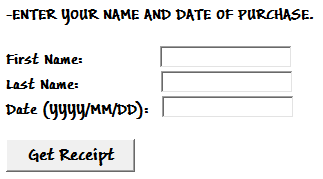 -ENTER YOUR NAME AND DATE OF PURCHASE.
First Name:
Last Name:
Date (YYYY/MM/DD):
Get Receipt